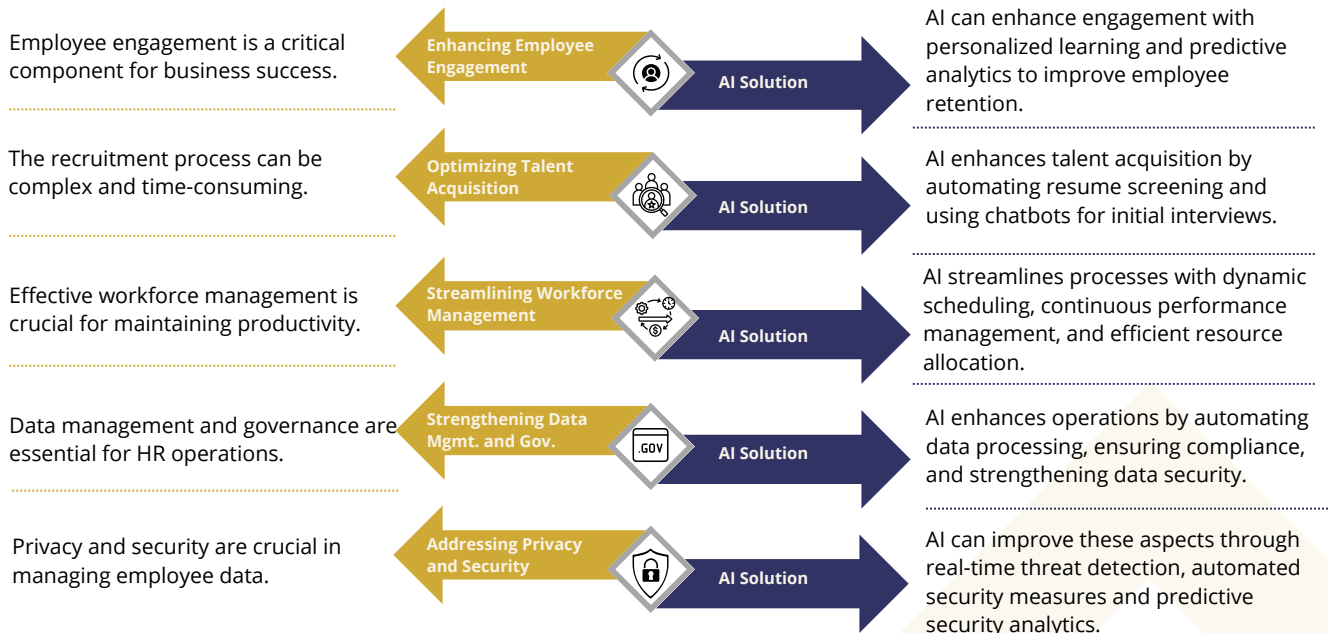 Employee engagement is a critical
component for business success.
Enhancing Employee
Engagement
AI Solution
AI can enhance engagement with
personalized learning and predictive
analytics to improve employee
retention.
The recruitment process can be
complex and time-consuming.
Optimizing Talent
Acquisition
AI Solution
AI enhances talent acquisition by
automating resume screening and
using chatbots for initial interviews.
Effective workforce management is
crucial for maintaining productivity.
Streamlining Workforce
Management
AI Solution
AI streamlines processes with dynamic
scheduling, continuous performance
management, and efficient resource
allocation.
Data management and governance are
essential for HR operations.
Strengthening Data
Mgmt. and Gov.
.GOV
AI Solution
AI enhances operations by automating
data processing, ensuring compliance,
and strengthening data security.
Privacy and security are crucial in
managing employee data.
Addressing Privacy
and Security
AI Solution
AI can improve these aspects through
real-time threat detection, automated
security measures and predictive
security analytics.